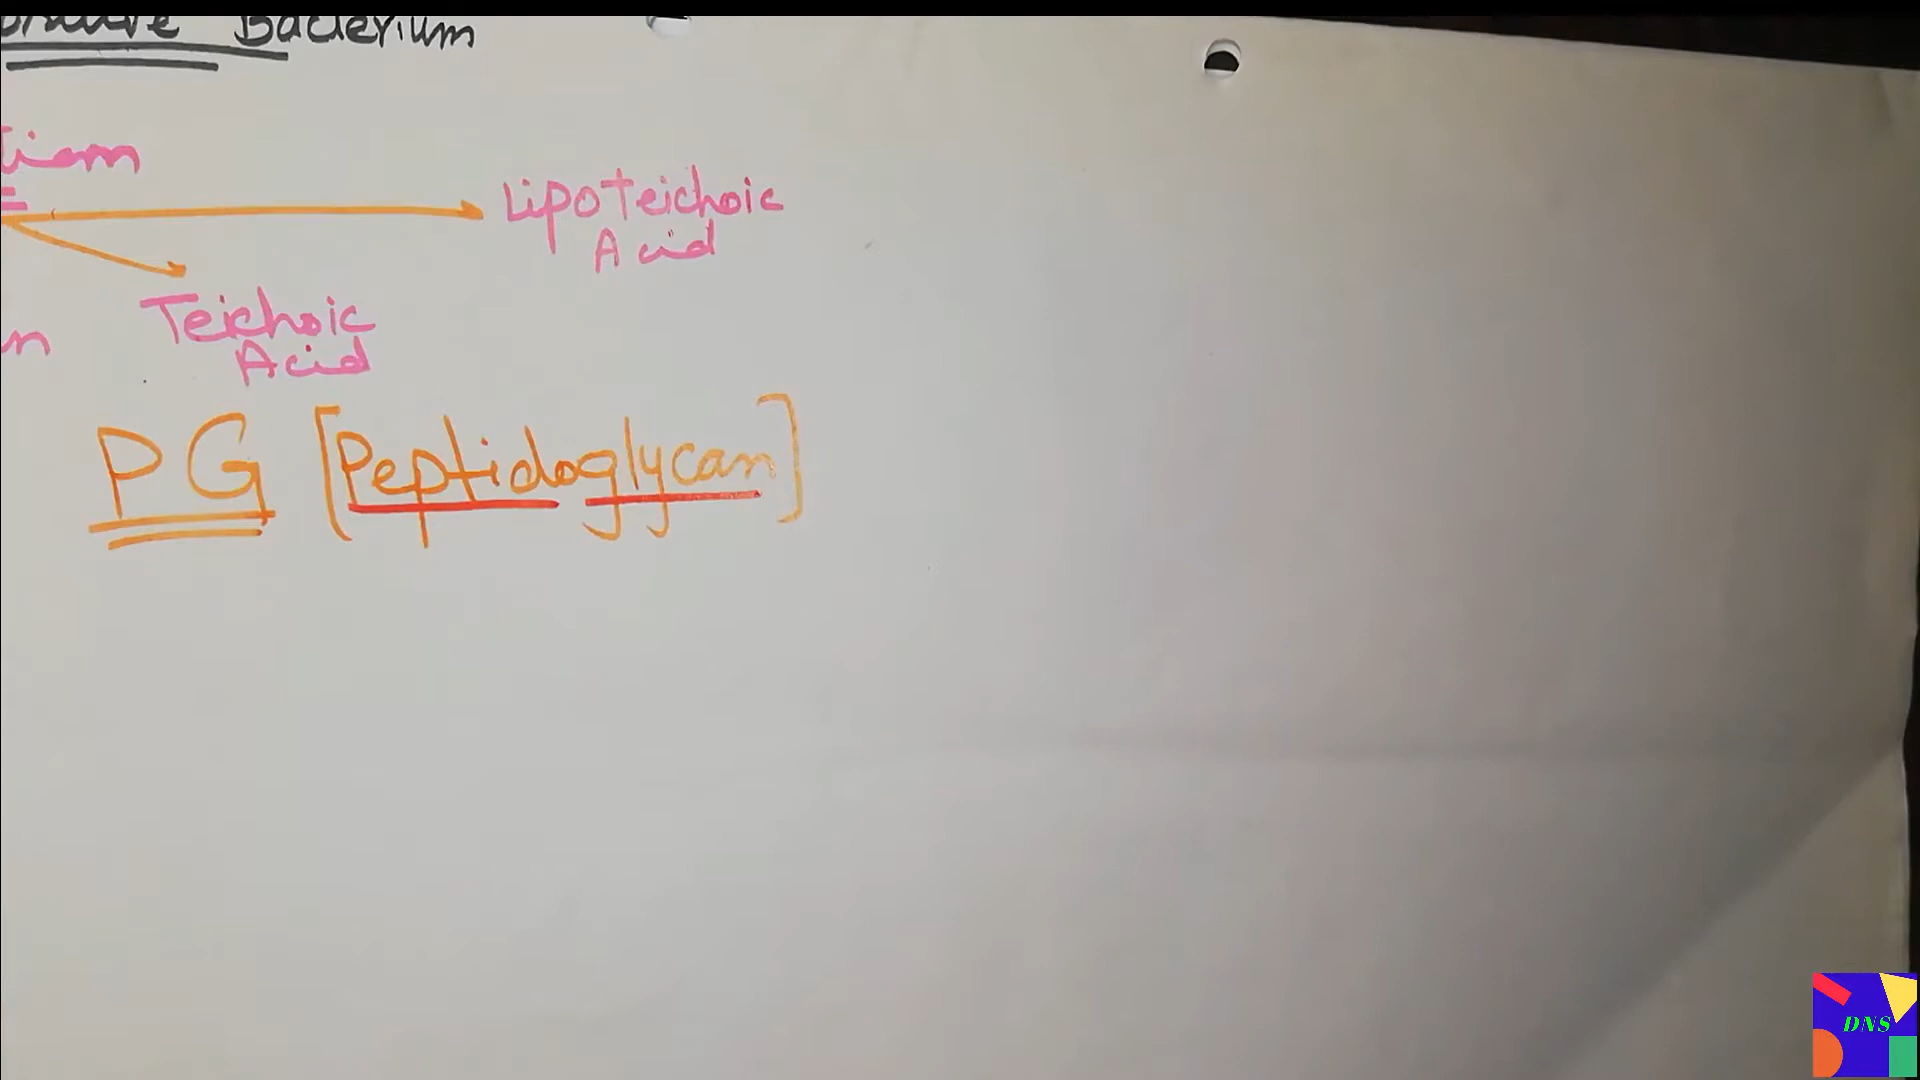 Bacterium
Lipoteichoic
Acid
Teichoic
Acid
PG [Peptidoglycan]
DNS